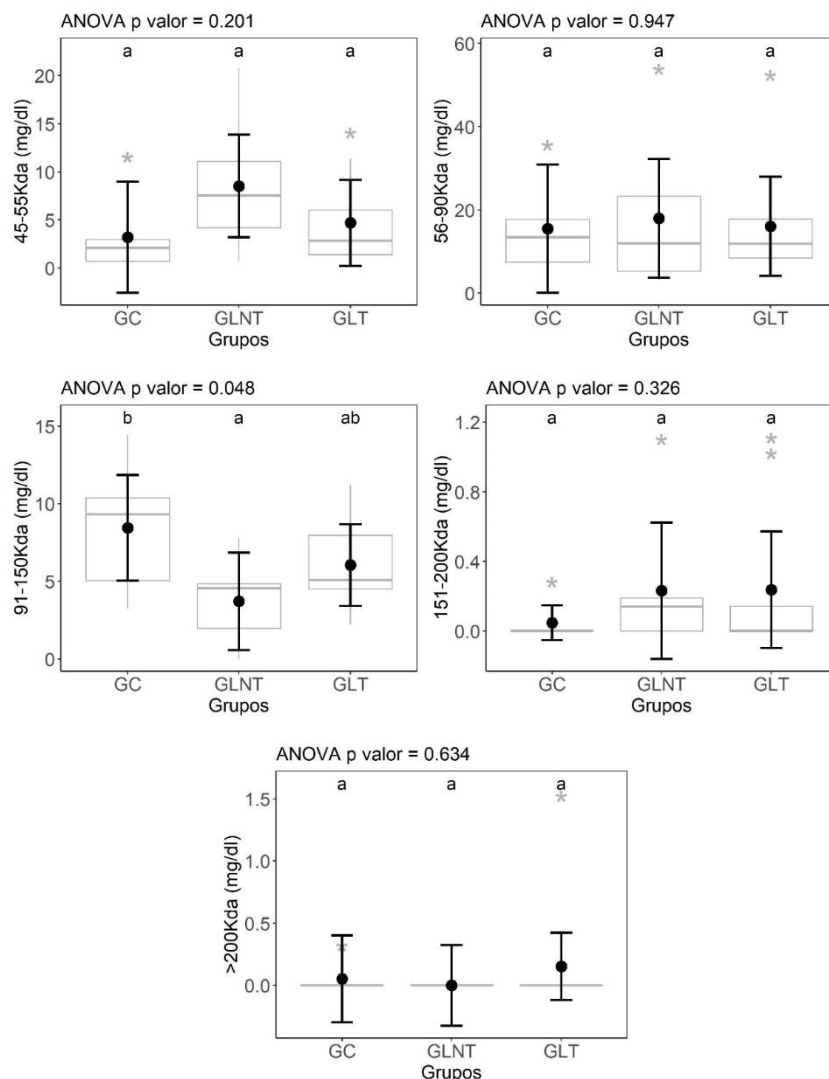 ANOVA p valor = 0.201
a a a
45-55Kda (mg/dl)
20
15
10
5
0
GC GLNT GLT
Grupos
ANOVA p valor = 0.947
a a a
56-90Kda (mg/dl)
60
40
20
0
GC GLNT GLT
Grupos
ANOVA p valor = 0.048
b a ab
91-150Kda (mg/dl)
15
10
5
0
GC GLNT GLT
Grupos
ANOVA p valor = 0.326
a a a
151-200Kda (mg/dl)
1.2
0.8
0.4
0.0
GC GLNT GLT
Grupos
ANOVA p valor = 0.634
a a a
>200Kda (mg/dl)
1.5
1.0
0.5
0.0
GC GLNT GLT
Grupos